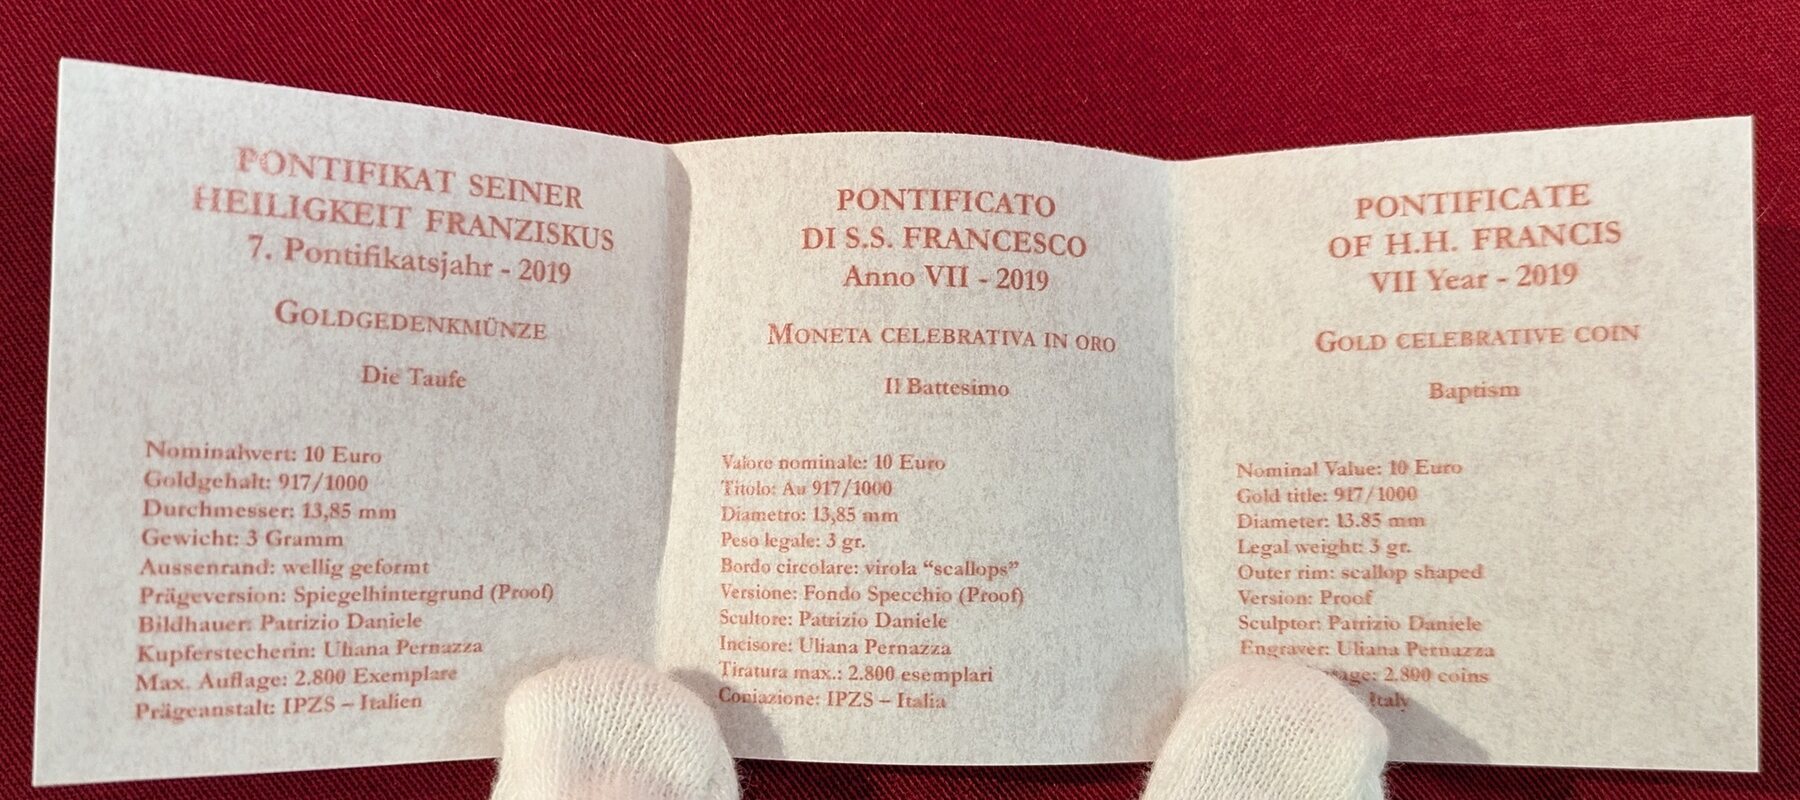 PONTIFIKAT SEINER
HEILIGKEIT FRANZISKUS
7. Pontifikatsjahr - 2019
GOLDGEDENKMÜNZE
Die Taufe
Nominalwert: 10 Euro
Goldgehalt: 917/1000
Durchmesser: 13,85 mm
Gewicht: 3 Gramm
Aussenrand: wellig geformt
Prägeversion: Spiegelhintergrund (Proof)
Bildhauer: Patrizio Daniele
Kupferstecherin: Uliana Pernazza
Max. Auflage: 2.800 Exemplare
Prägeanstalt: IPZS – Italien
PONTIFICATO
DI S.S. FRANCESCO
Anno VII - 2019
MONETA CELEBRATIVA IN ORO
Il Battesimo
Valore nominale: 10 Euro
Titolo: Au 917/1000
Diametro: 13,85 mm
Peso legale: 3 gr.
Bordo circolare: virola “scallops”
Versione: Fondo Specchio (Proof)
Scultore: Patrizio Daniele
Incisore: Uliana Pernazza
Tiratura max.: 2.800 esemplari
Coniazione: IPZS – Italia
PONTIFICATE
OF H.H. FRANCIS
VII Year - 2019
GOLD CELEBRATIVE COIN
Baptism
Nominal Value: 10 Euro
Gold title: 917/1000
Diameter: 13.85 mm
Legal weight: 3 gr.
Outer rim: scallop shaped
Version: Proof
Sculptor: Patrizio Daniele
Engraver: Uliana Pernazza
2.800 coins
Italy